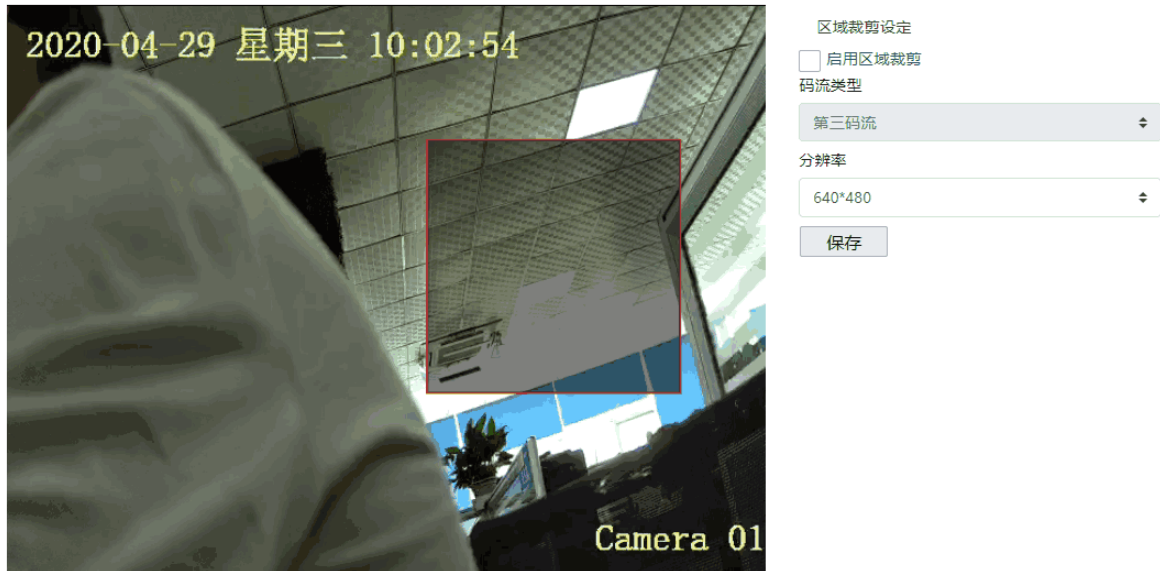 2020-04-29 星期三 10:02:54
Camera 01
区域裁剪设定
启用区域裁剪
码流类型
第三码流
分辨率
640*480
保存